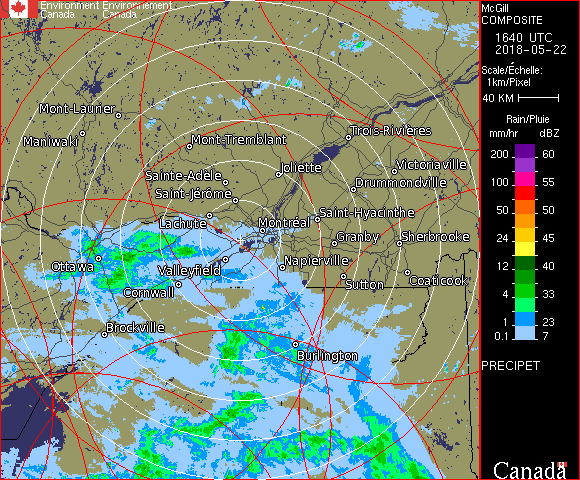 Environment Environnement
Canada Canada
Mont-Laurier
Maniwaki
Mont-Tremblant
Trois-Rivières
Sainte-Adèle
Joliette
Victoriaville
Drummondville
Saint-Jérôme
Lachute
Montréal
Saint-Hyacinthe
Granby
Sherbrooke
Ottawa
Valleyfield
Napierville
Cornwall
Sutton
Coaticook
Brockville
Burlington
McGill
COMPOSITE
1640 UTC
2018-05-22
Scale/Échelle:
1km/Pixel
40 KM
Rain/Pluie
mm/hr dBZ
200 60
150 57
100 55
50 50
24 45
12 40
4 33
1 23
0.1 7
PRECIPET
Canada